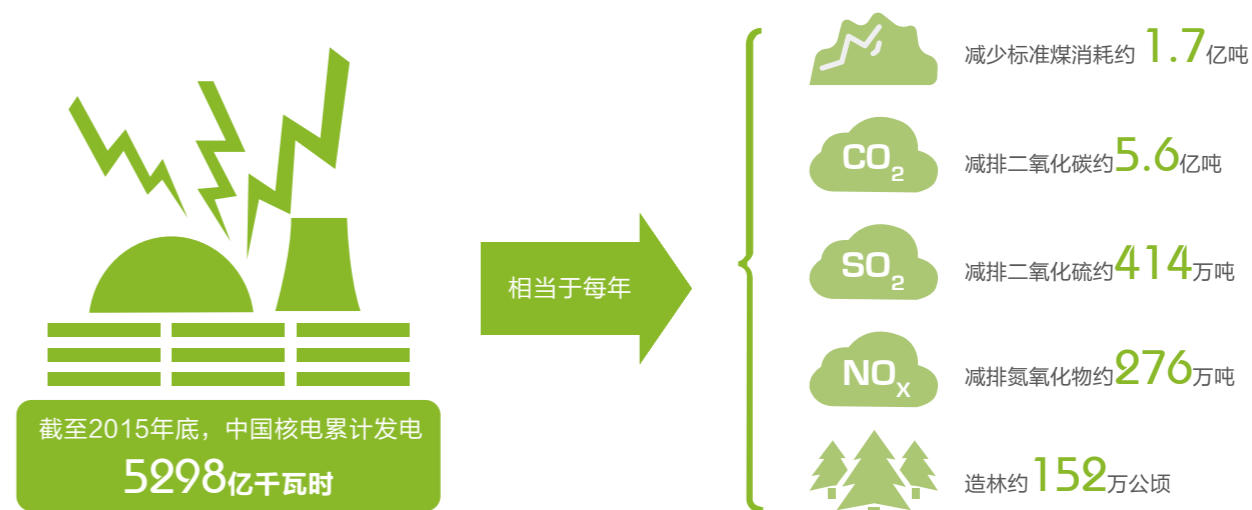 截至2015年底，中国核电累计发电
5298亿千瓦时
相当于每年
减少标准煤消耗约 1.7亿吨
CO2
减排二氧化碳约5.6亿吨
SO2
减排二氧化硫约414万吨
NOX
减排氮氧化物约276万吨
造林约152万公顷